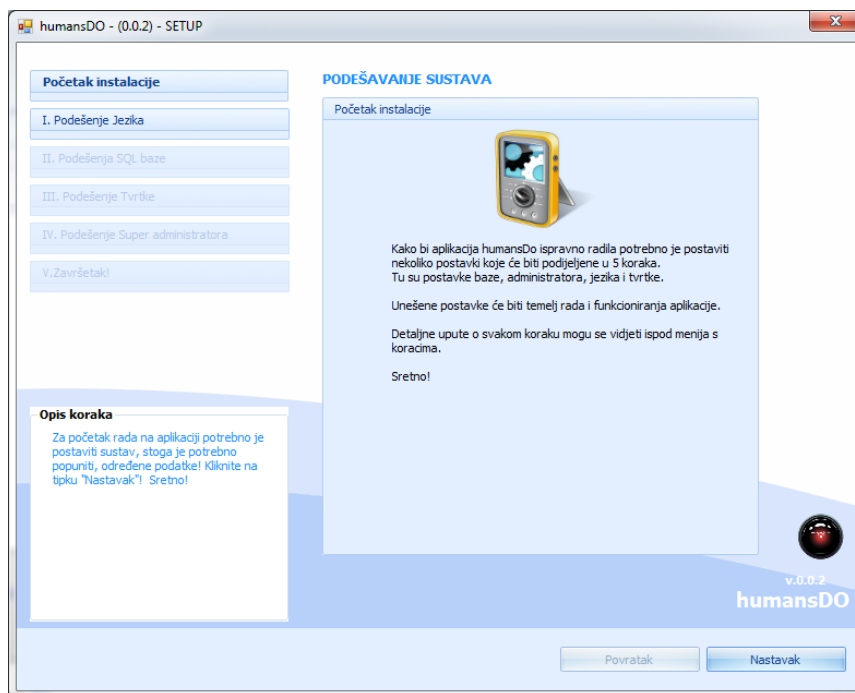 humansDO - (0.0.2) - SETUP
Početak instalacije
I. Podešenje Jezika
II. Podešenja SQL baze
III. Podešenje Tvrtke
IV. Podešenje Super administratora
V.Završetak!
PODEŠAVANJE SUSTAVA
Početak instalacije
Kako bi aplikacija humansDo ispravno radila potrebno je postaviti
nekoliko postavki koje će biti podijeljene u 5 koraka.
Tu su postavke baze, administratora, jezika i tvrtke.
Unešene postavke će biti temelj rada i funkcioniranja aplikacije.
Detaljne upute o svakom koraku mogu se vidjeti ispod menija s
koracima.
Sretno!
Opis koraka
Za početak rada na aplikaciji potrebno je
postaviti sustav, stoga je potrebno
popuniti, određene podatke! Kliknite na
tipku "Nastavak"! Sretno!
v.0.0.2
humansDO
Povratak
Nastavak